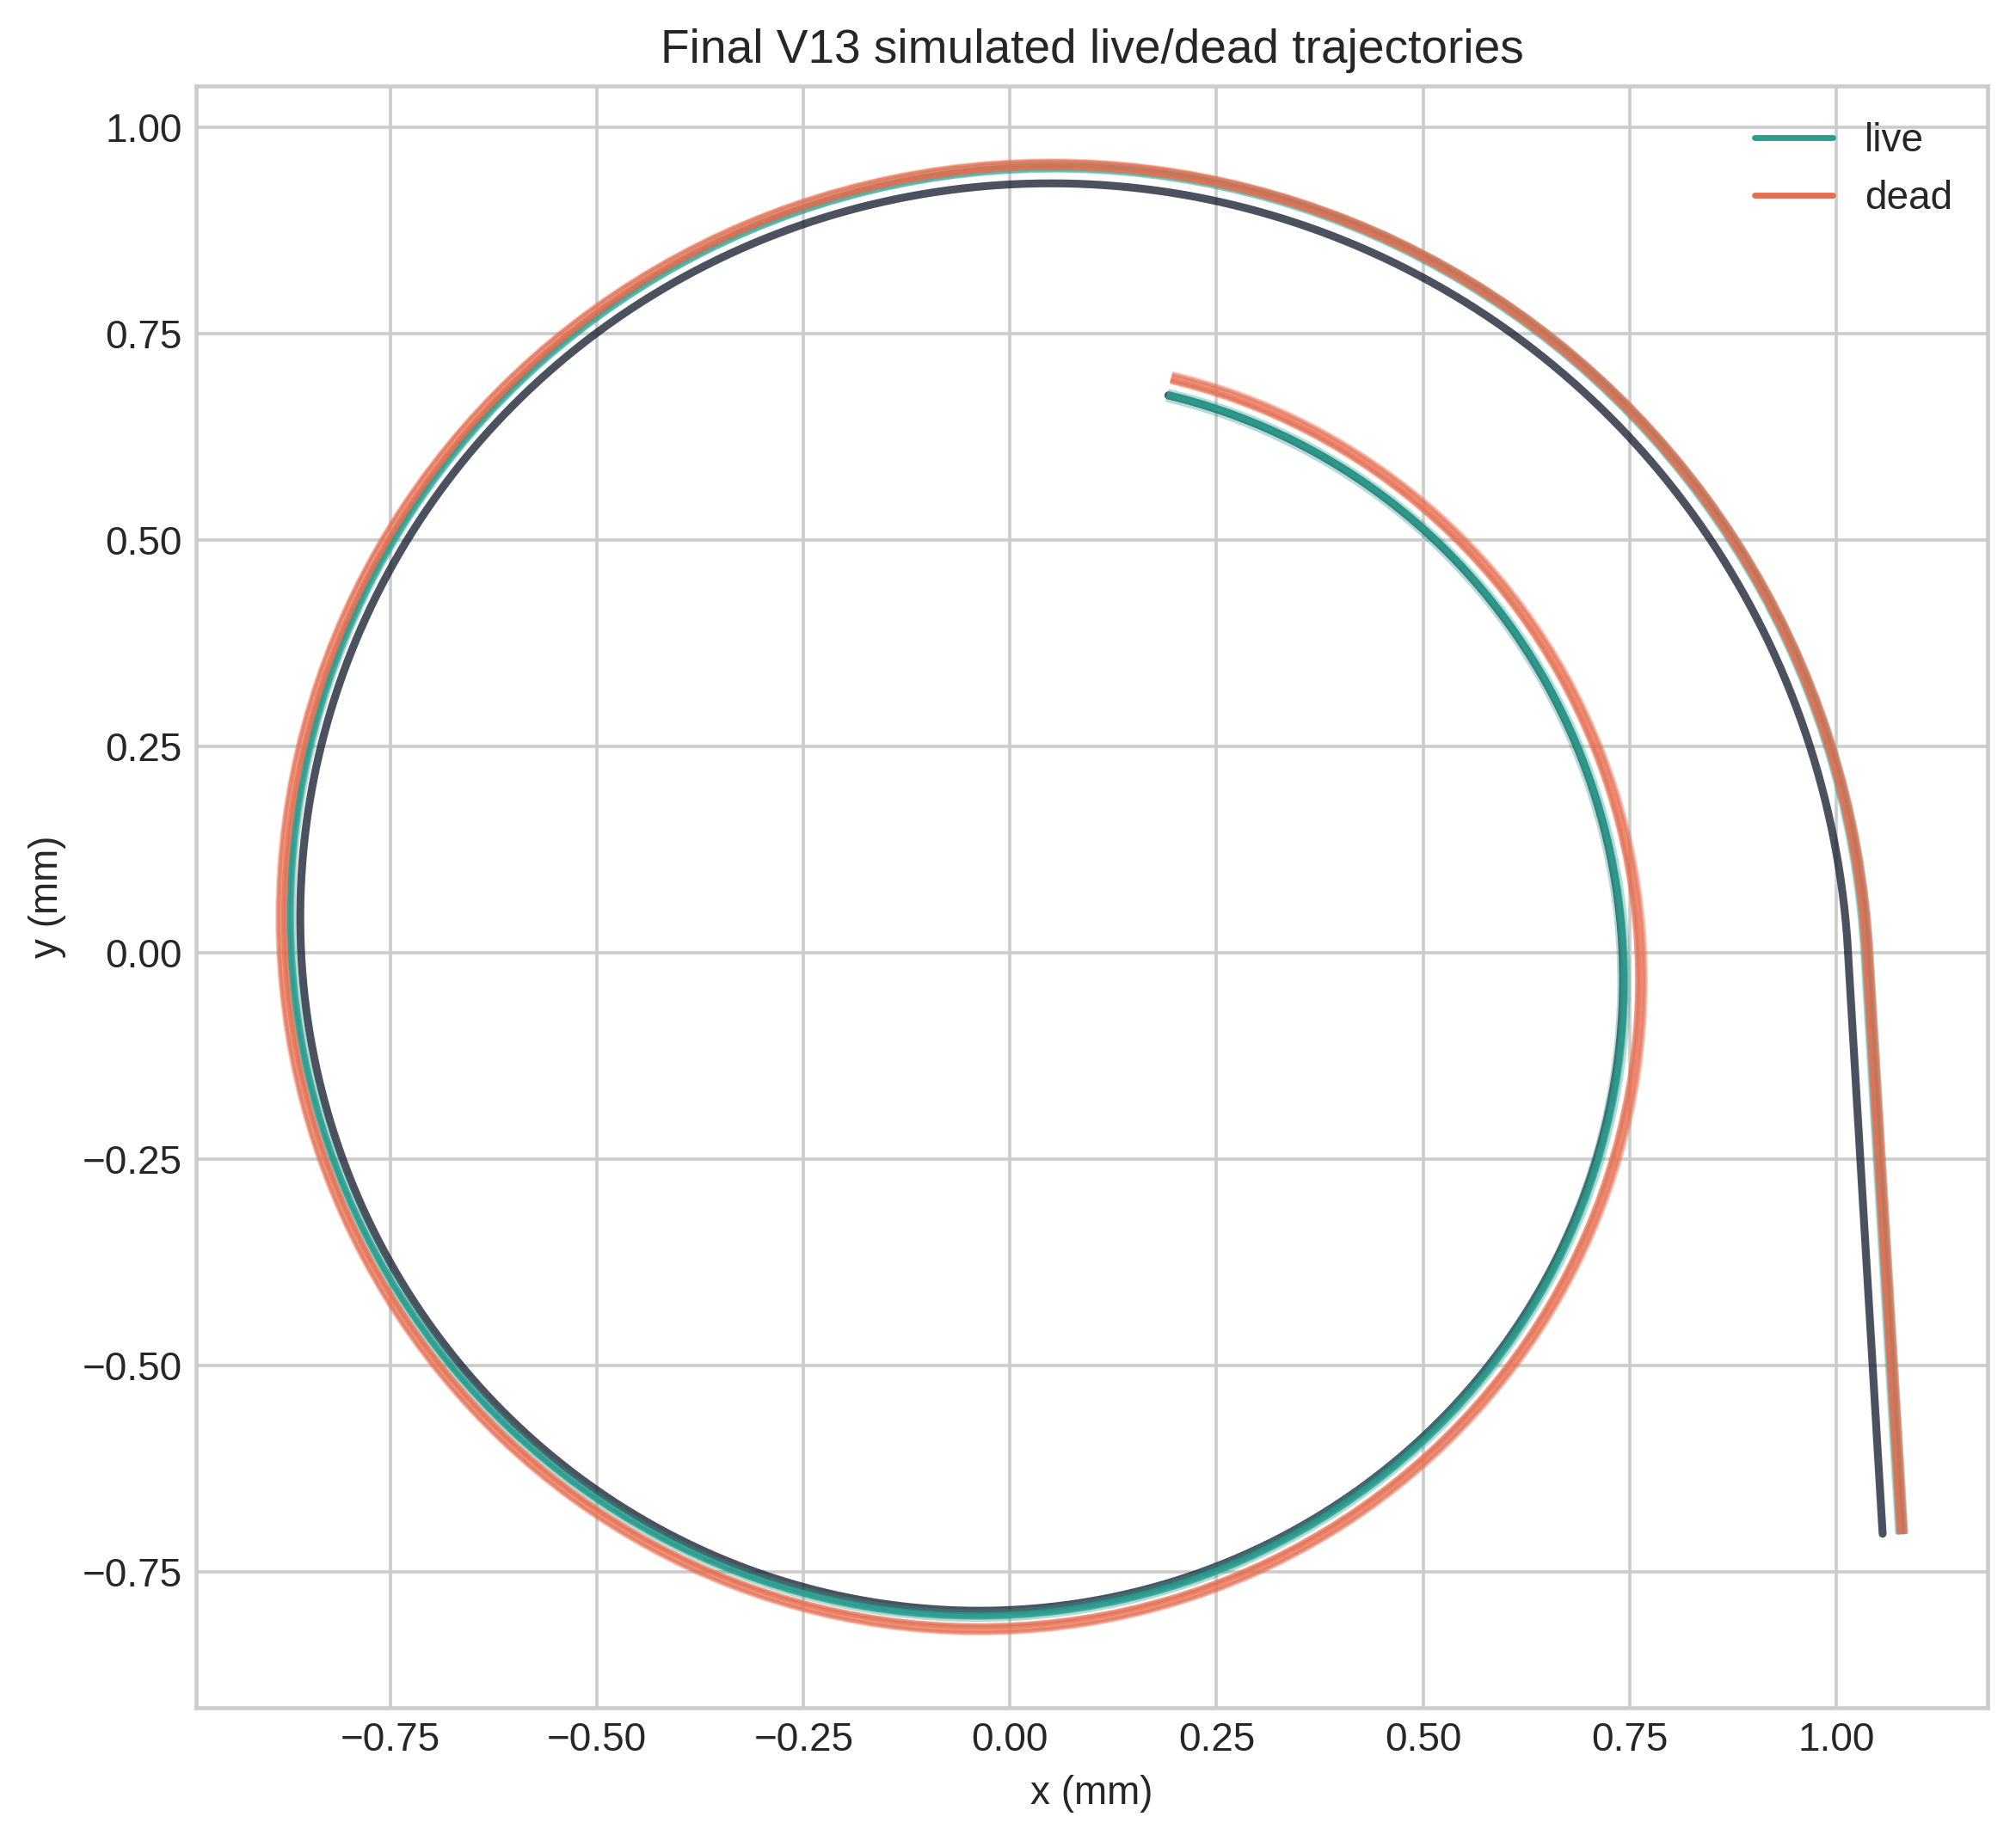 Final V13 simulated live/dead trajectories
live
dead
1.00
0.75
0.50
0.25
0.00
−0.25
−0.50
−0.75
y (mm)
−0.75 −0.50 −0.25 0.00 0.25 0.50 0.75 1.00
x (mm)